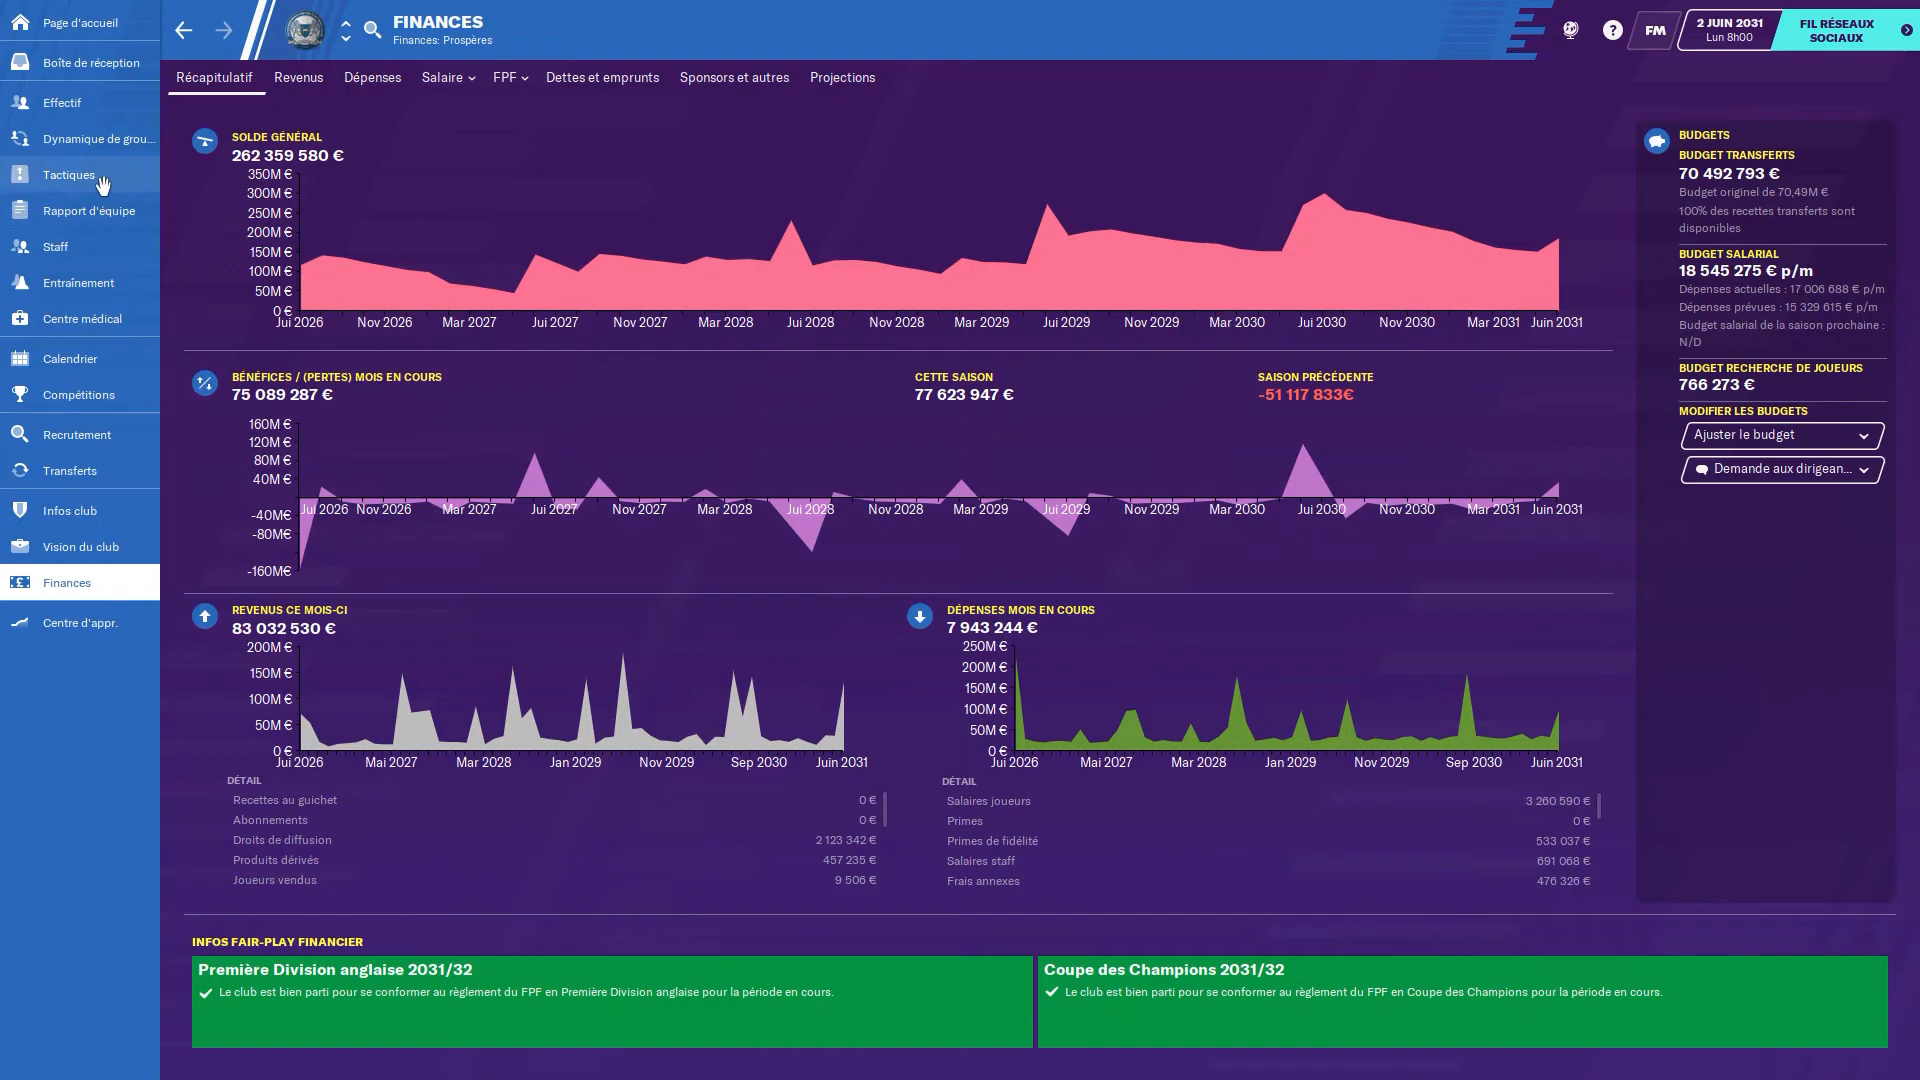 Page d'accueil
Boîte de réception
Effectif
Dynamique de grou...
Tactiques
Rapport d'équipe
Staff
Entraînement
Centre médical
Calendrier
Compétitions
Recrutement
Transferts
Infos club
Vision du club
Finances
Centre d'appr.
FINANCES
Finances: Prospères
?
FM
2 JUIN 2031
Lun 8h00
FIL RÉSEAUX
SOCIAUX
Récapitulatif Revenus Dépenses Salaire FPF Dettes et emprunts Sponsors et autres Projections
SOLDE GÉNÉRAL
262 359 580 €
350M €
300M €
250M €
200M €
150M €
100M €
50M €
0 €
Jui 2026 Nov 2026 Mar 2027 Jui 2027 Nov 2027 Mar 2028 Jui 2028 Nov 2028 Mar 2029 Jui 2029 Nov 2029 Mar 2030 Jui 2030 Nov 2030 Mar 2031 Juin 2031
BÉNÉFICES / (PERTES) MOIS EN COURS
75 089 287 €
CETTE SAISON
77 623 947 €
SAISON PRÉCÉDENTE
-51 117 833€
160M €
120M €
80M €
40M €
-40M€
-80M€
-160M€
Jui 2026 Nov 2026 Mar 2027 Jui 2027 Nov 2027 Mar 2028 Jui 2028 Nov 2028 Mar 2029 Jui 2029 Nov 2029 Mar 2030 Jui 2030 Nov 2030 Mar 2031 Juin 2031
REVENUS CE MOIS-CI
83 032 530 €
200M €
150M €
100M €
50M €
0 €
Jui 2026 Mai 2027 Mar 2028 Jan 2029 Nov 2029 Sep 2030 Juin 2031
DÉTAIL
Recettes au guichet 0 €
Abonnements 0 €
Droits de diffusion 2 123 342 €
Produits dérivés 457 235 €
Joueurs vendus 9 506 €
DÉPENSES MOIS EN COURS
7 943 244 €
250M €
200M €
150M €
100M €
50M €
0 €
Jui 2026 Mai 2027 Mar 2028 Jan 2029 Nov 2029 Sep 2030 Juin 2031
DÉTAIL
Salaires joueurs 3 260 590 €
Primes 0 €
Primes de fidélité 533 037 €
Salaires staff 691 068 €
Frais annexes 476 326 €
BUDGETS
BUDGET TRANSFERTS
70 492 793 €
Budget originel de 70,49M €
100% des recettes transferts sont
disponibles
BUDGET SALARIAL
18 545 275 € p/m
Dépenses actuelles : 17 006 688 € p/m
Dépenses prévues : 15 329 615 € p/m
Budget salarial de la saison prochaine :
N/D
BUDGET RECHERCHE DE JOUEURS
766 273 €
MODIFIER LES BUDGETS
Ajuster le budget
Demande aux dirigean...
INFOS FAIR-PLAY FINANCIER
Première Division anglaise 2031/32
Le club est bien parti pour se conformer au règlement du FPF en Première Division anglaise pour la période en cours.
Coupe des Champions 2031/32
Le club est bien parti pour se conformer au règlement du FPF en Coupe des Champions pour la période en cours.